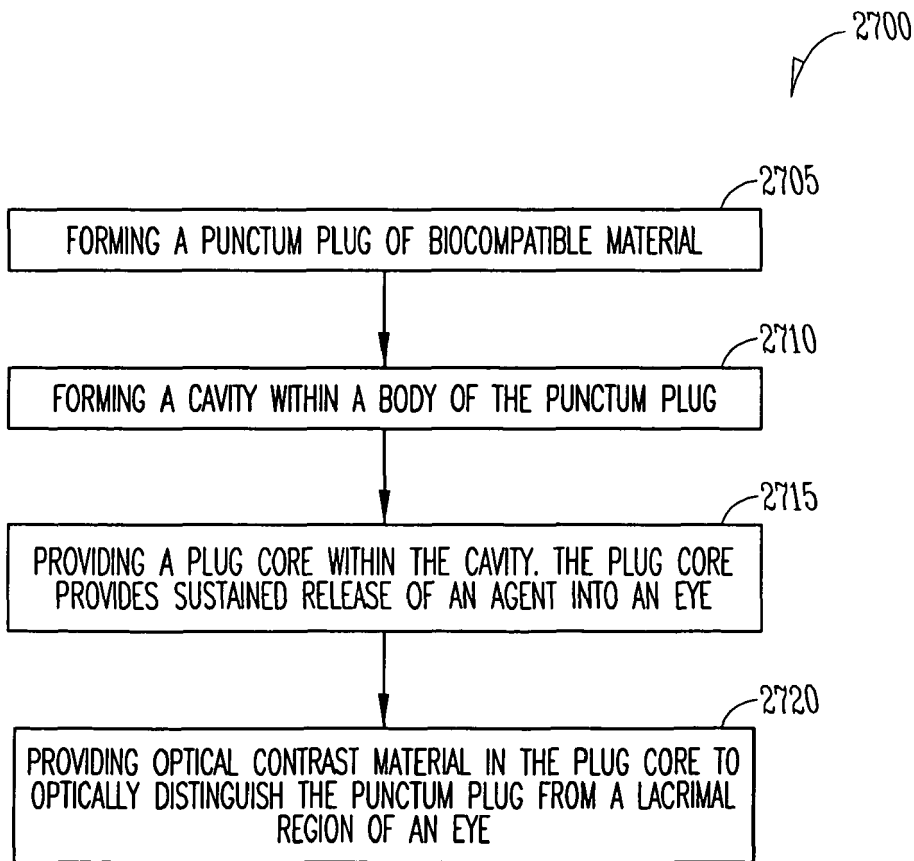 2700
2705
FORMING A PUNCTUM PLUG OF BIOCOMPATIBLE MATERIAL
2710
FORMING A CAVITY WITHIN A BODY OF THE PUNCTUM PLUG
2715
PROVIDING A PLUG CORE WITHIN THE CAVITY. THE PLUG CORE
PROVIDES SUSTAINED RELEASE OF AN AGENT INTO AN EYE
2720
PROVIDING OPTICAL CONTRAST MATERIAL IN THE PLUG CORE TO
OPTICALLY DISTINGUISH THE PUNCTUM PLUG FROM A LACRIMAL
REGION OF AN EYE